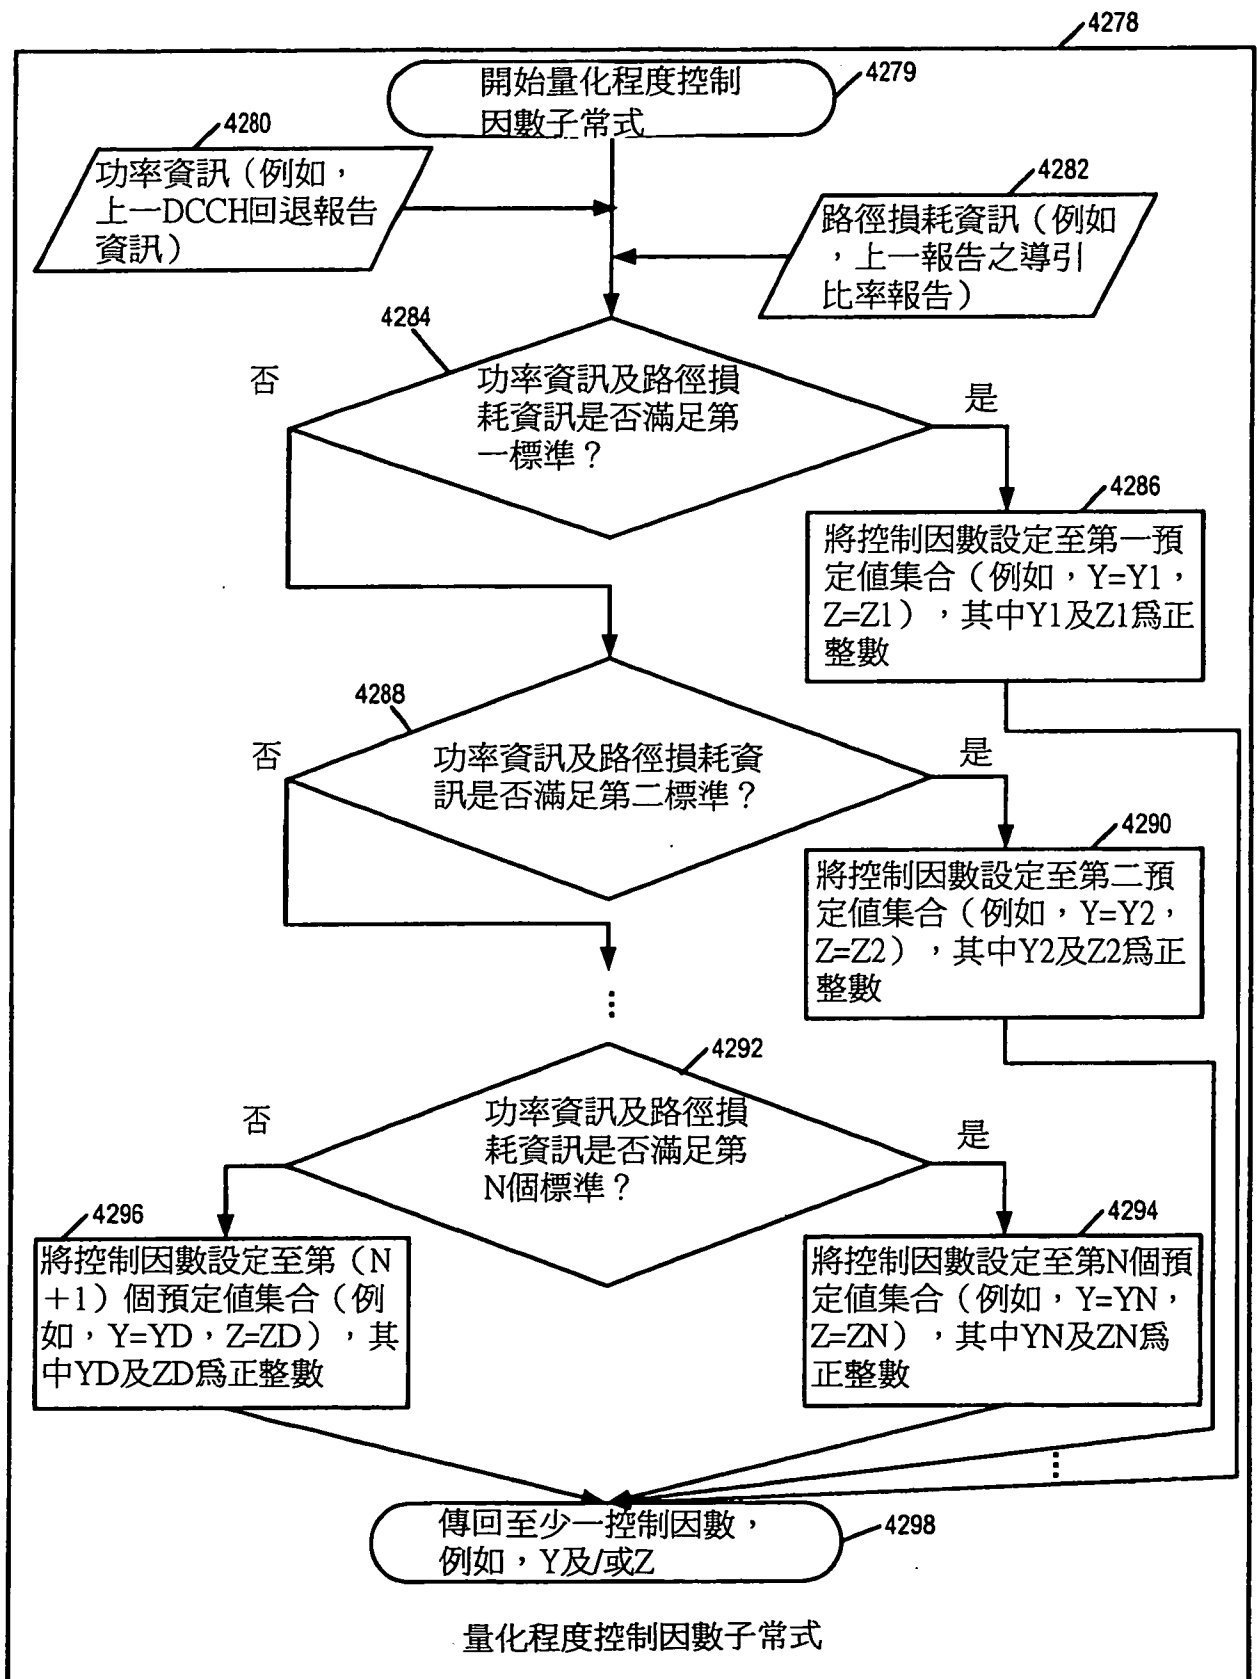 4278
開始量化程度控制
因數子常式
4279
4280
功率資訊（例如，
上一DCCH回退報告
資訊）
4282
路徑損耗資訊（例如
，上一報告之導引
比率報告）
4284
功率資訊及路徑損
耗資訊是否滿足第
一標準？
否
是
4286
將控制因數設定至第一預
定值集合（例如，Y=Y1，
Z=Z1），其中Y1及Z1爲正
整數
4288
功率資訊及路徑損耗資
訊是否滿足第二標準？
否
是
4290
將控制因數設定至第二預
定值集合（例如，Y=Y2，
Z=Z2），其中Y2及Z2爲正
整數
4292
功率資訊及路徑損
耗資訊是否滿足第
N個標準？
否
是
4296
將控制因數設定至第（N
+1）個預定值集合（例
如，Y=YD，Z=ZD），其
中YD及ZD爲正整數
4294
將控制因數設定至第N個預
定值集合（例如，Y=YN，
Z=ZN），其中YN及ZN爲
正整數
傳回至少一控制因數，
例如，Y及/或Z
4298
量化程度控制因數子常式